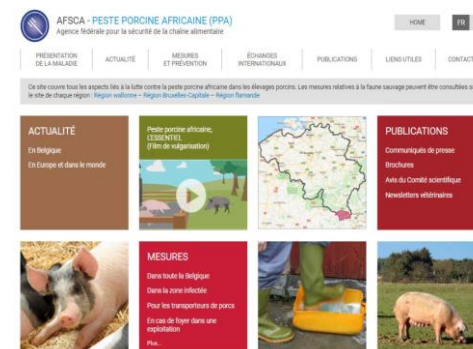 AFSCA - PESTE PORCINE AFRICAINE (PPA)
Agence fédérale pour la sécurité de la chaîne alimentaire
HOME
FR
PRÉSENTATION
DE LA MALADIE
ACTUALITÉ
MESURES
ET PRÉVENTION
ÉCHANGES
INTERNATIONAUX
PUBLICATIONS
LIENS UTILES
CONTACT
Ce site couvre tous les aspects liés à la lutte contre la peste porcine africaine dans les élevages porcins. Les mesures relatives à la faune sauvage peuvent être consultées s
le site de chaque région : Région wallonne – Région Bruxelles-Capitale – Région flamande
ACTUALITÉ
En Belgique
En Europe et dans le monde
Peste porcine africaine,
L'ESSENTIEL
(Film de vulgarisation)
PUBLICATIONS
Communiqués de presse
Brochures
Avis du Comité scientifique
Newsletters vétérinaires
MESURES
Dans toute la Belgique
Dans la zone infectée
Pour les transporteurs de porcs
En cas de foyer dans une
exploitation
Plus...